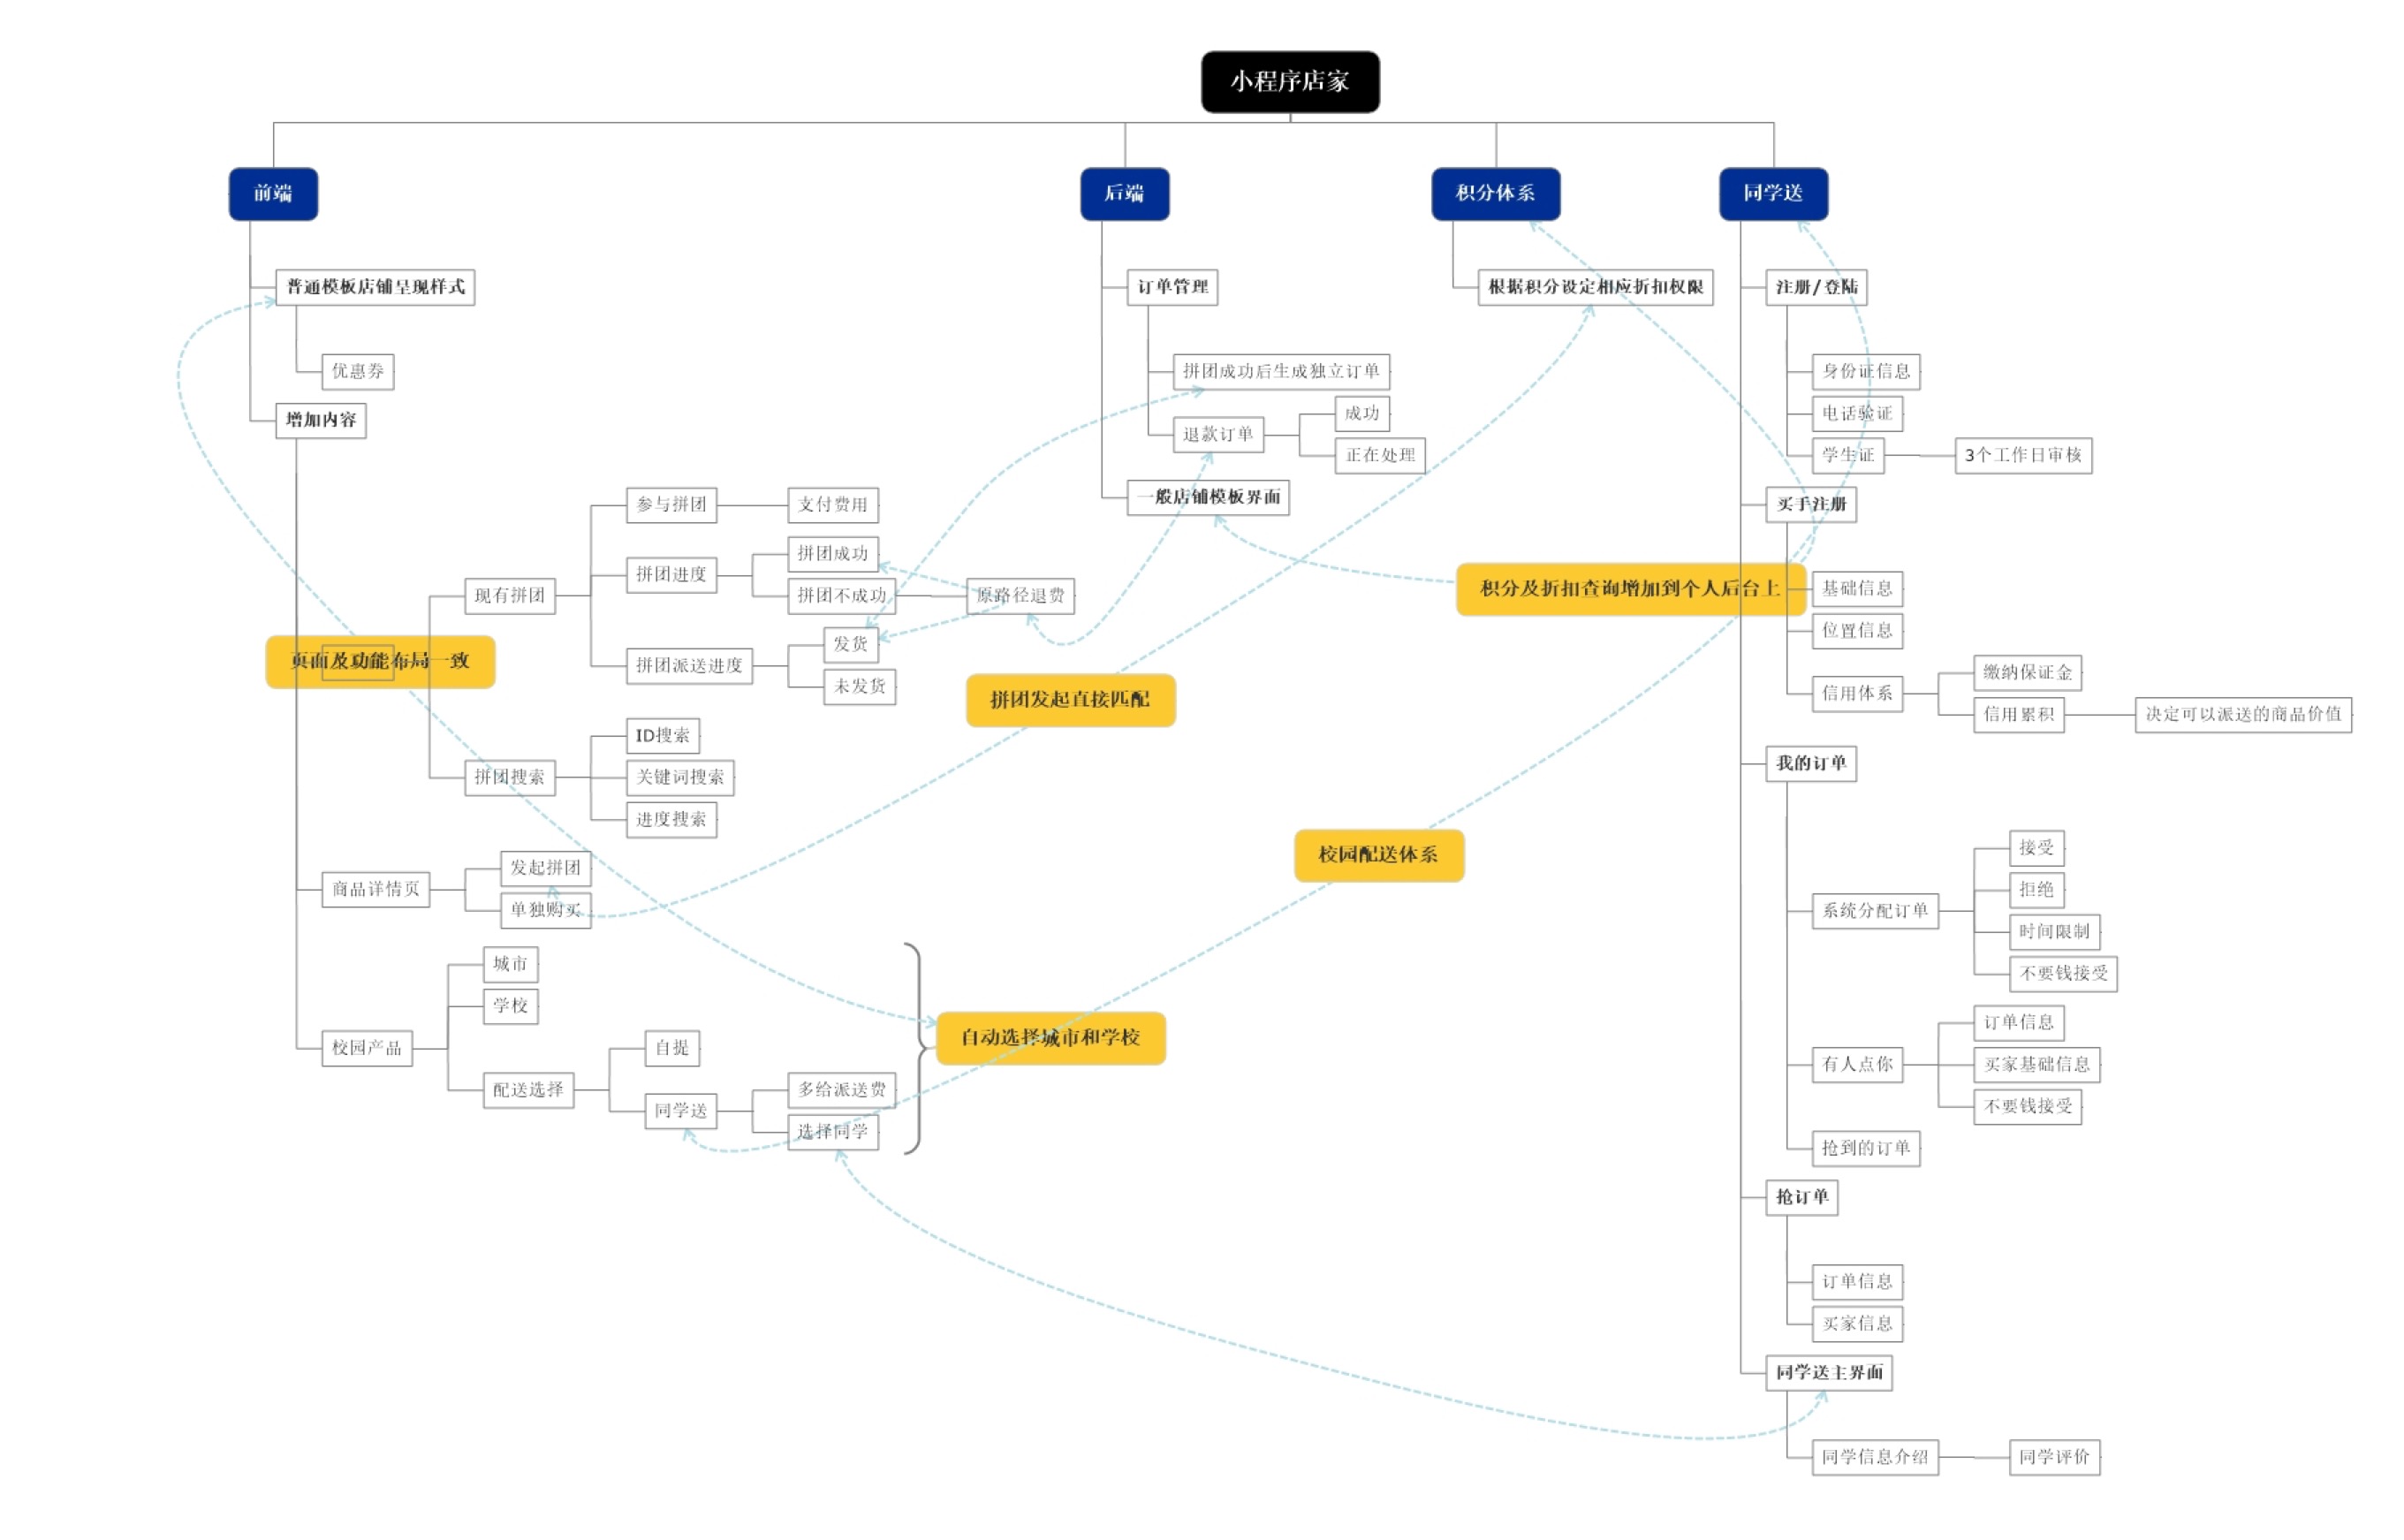 小程序店家
前端
后端
积分体系
同学送
普通模板店铺呈现样式
优惠券
增加内容
页面及功能布局一致
现有拼团
参与拼团
支付费用
拼团进度
拼团成功
拼团不成功
原路径退费
拼团派送进度
发货
未发货
拼团搜索
ID搜索
关键词搜索
进度搜索
商品详情页
发起拼团
单独购买
校园产品
城市
学校
配送选择
自提
同学送
多给派送费
选择同学
自动选择城市和学校
拼团发起直接匹配
校园配送体系
订单管理
拼团成功后生成独立订单
退款订单
成功
正在处理
一般店铺模板界面
根据积分设定相应折扣权限
积分及折扣查询增加到个人后台上
注册/登陆
身份证信息
电话验证
学生证
3个工作日审核
买手注册
基础信息
位置信息
信用体系
缴纳保证金
信用累积
决定可以派送的商品价值
我的订单
系统分配订单
接受
拒绝
时间限制
不要钱接受
有人点你
订单信息
买家基础信息
不要钱接受
抢到的订单
抢订单
订单信息
买家信息
同学送主界面
同学信息介绍
同学评价